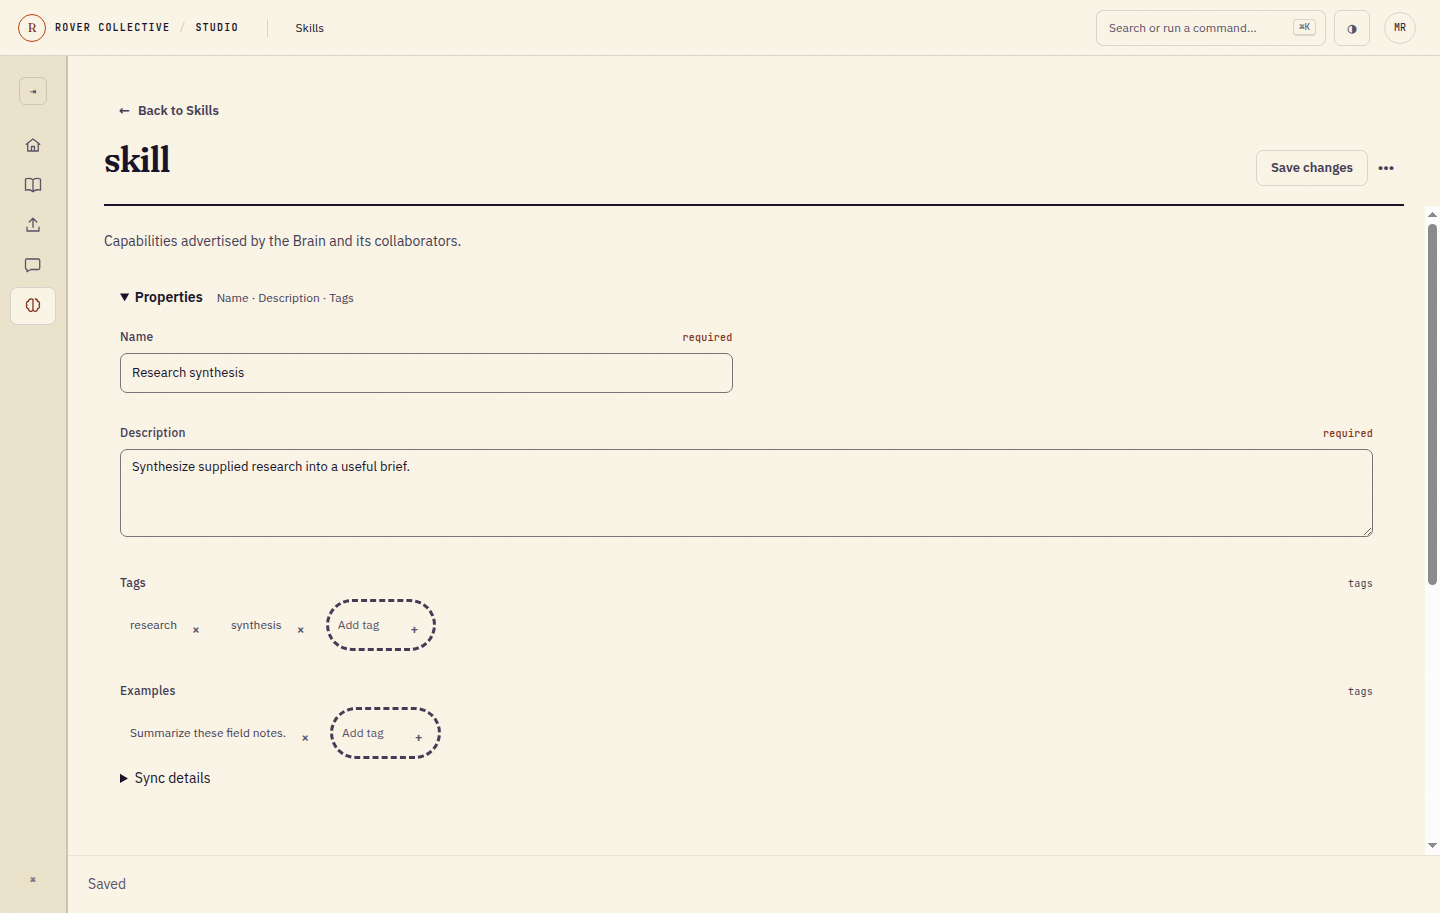 R ROVER COLLECTIVE / STUDIO Skills Search or run a command... ⌘K MR
← Back to Skills
skill
Save changes •••
Capabilities advertised by the Brain and its collaborators.
▼ Properties Name · Description · Tags
Name required
Research synthesis
Description required
Synthesize supplied research into a useful brief.
Tags tags
research × synthesis × Add tag +
Examples tags
Summarize these field notes. × Add tag +
▶ Sync details
⌘ Saved